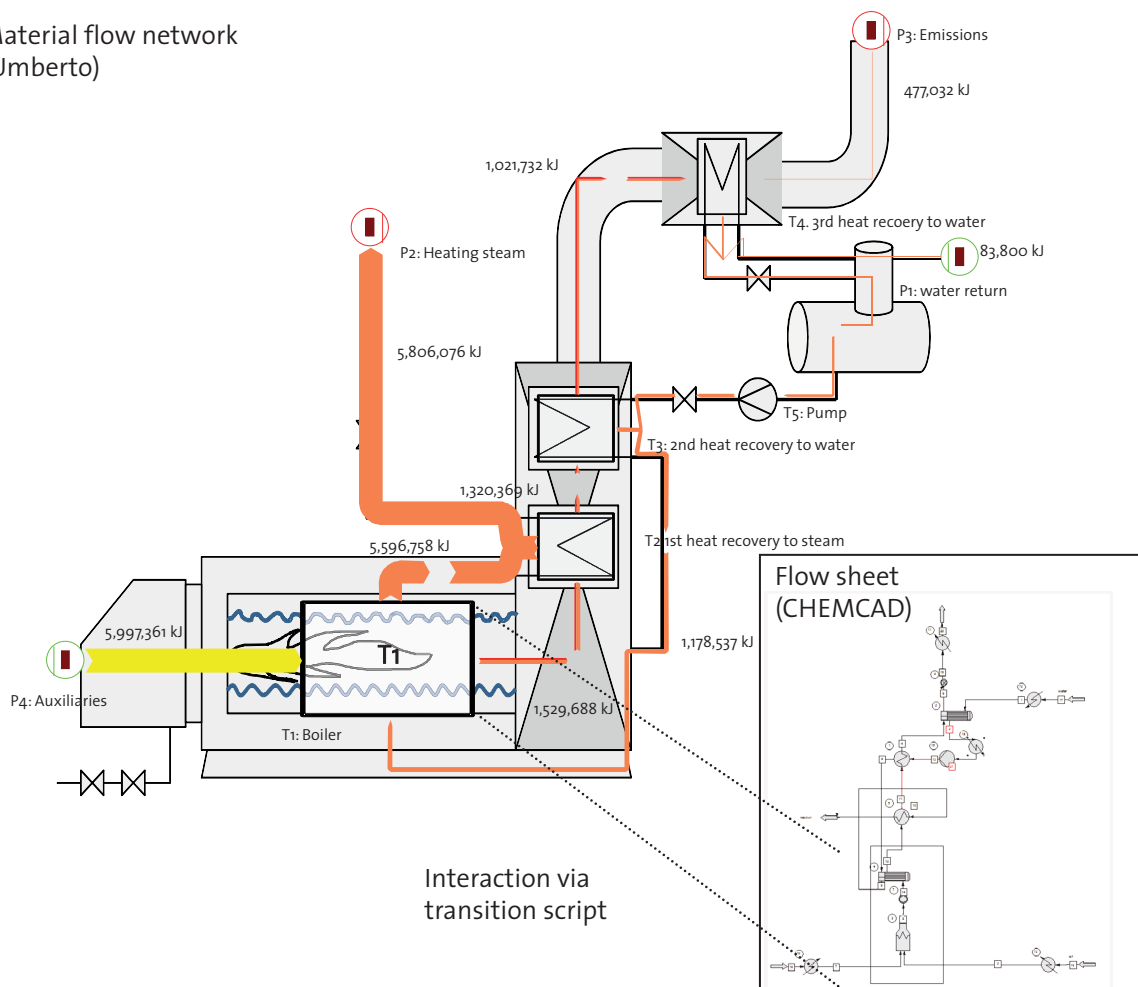 Material flow network
Umberto)
P3: Emissions
477,032 kJ
1,021,732 kJ
T4. 3rd heat recoery to water
P2: Heating steam
83,800 kJ
P1: water return
5,806,076 kJ
T5: Pump
T3: 2nd heat recovery to water
1,320,369 kJ
T2 1st heat recovery to steam
5,596,758 kJ
Flow sheet
(CHEMCAD)
5,997,361 kJ
T1
1,178,537 kJ
P4: Auxiliaries
1,529,688 kJ
T1: Boiler
Interaction via
transition script